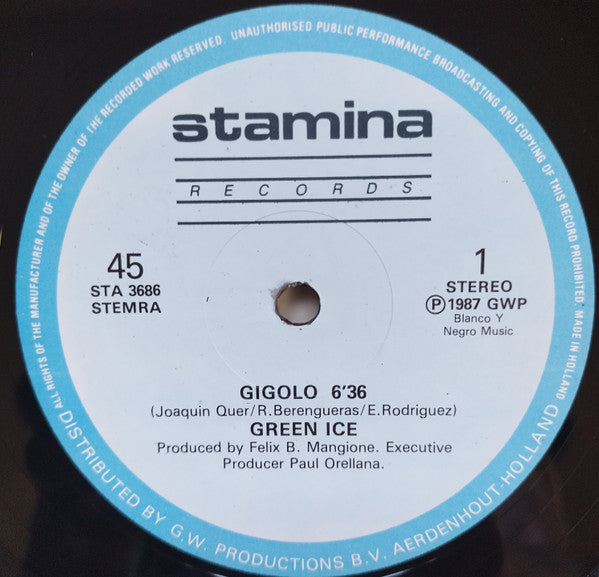 ALL RIGHTS OF THE MANUFACTURER AND OF THE OWNER OF THE RECORDED WORK RESERVED. UNAUTHORISED PUBLIC PERFORMANCE BROADCASTING AND COPYING OF THIS RECORD PROHIBITED. MADE IN HOLLAND
stamina
RECORDS
45
STA 3686
STEMRA
1
STEREO
Ⓟ1987 GWP
Blanco Y
Negro Music
GIGOLO 6'36
(Joaquin Quer/R.Berengueras/E.Rodriguez)
GREEN ICE
Produced by Felix B. Mangione. Executive
Producer Paul Orellana.
DISTRIBUTED BY G.W. PRODUCTIONS B.V. AERDENHOUT-HOLLAND